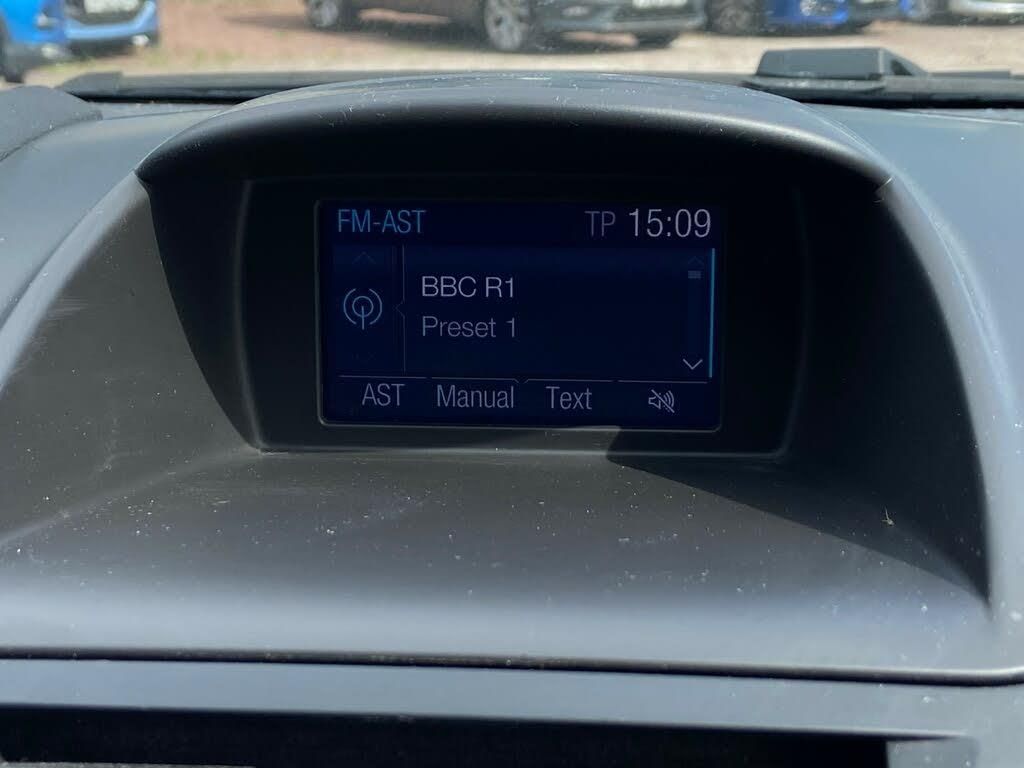 FM-AST TP 15:09
BBC R1
Preset 1
AST Manual Text